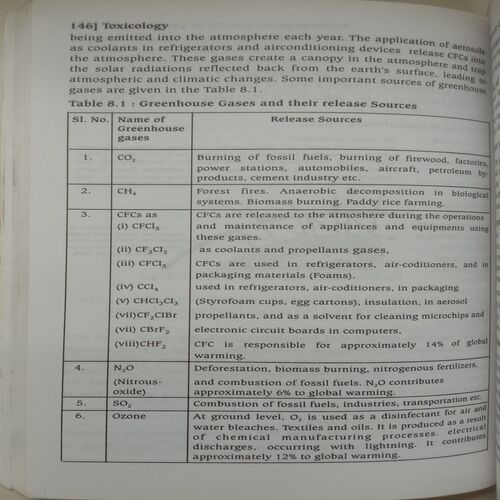 146] Toxicology
being emitted into the atmosphere each year. The application of aerosols
as coolants in refrigerators and airconditioning devices release CFCs into
the atmosphere. These gases create a canopy in the atmosphere and trap
the solar radiations reflected back from the earth's surface, leading to
atmospheric and climatic changes. Some important sources of greenhouse
gases are given in the Table 8.1.
Table 8.1 : Greenhouse Gases and their release Sources
Sl. No. Name of Greenhouse gases Release Sources
1. CO₂ Burning of fossil fuels, burning of firewood, factories,
power stations, automobiles, aircraft, petroleum by-
products, cement industry etc.
2. CH₄ Forest fires. Anaerobic decomposition in biological
systems. Biomass burning. Paddy rice farming.
3. CFCs as CFCs are released to the atmoshere during the operations
(i) CFCl₃ and maintenance of appliances and equipments using
these gases.
(ii) CF₂Cl₂ as coolants and propellants gases,
(iii) CFCl₃ CFCs are used in refrigerators, air-coditioners, and in
packaging materials (Foams).
(iv) CCl₄ used in refrigerators, air-coditioners, in packaging
(v) CHCl₃Cl₃ (Styrofoam cups, egg cartons), insulation, in aerosol
(vii)CF₂ClBr propellants, and as a solvent for cleaning microchips and
(vii) CBrF₂ electronic circuit boards in computers,
(viii)CHF₂ CFC is responsible for approximately 14% of global
warming.
4. N₂O Deforestation, biomass burning, nitrogenous fertilizers,
(Nitrous- and combustion of fossil fuels. N₂O contributes
oxide) approximately 6% to global warming.
5. SO₂ Combustion of fossil fuels, industries, transportation etc.
6. Ozone At ground level, O₃ is used as a disinfectant for air and
water bleaches. Textiles and oils. It is produced as a result
of chemical manufacturing processes, electrical
discharges, occurring with lightning. It contributes
approximately 12% to global warming.